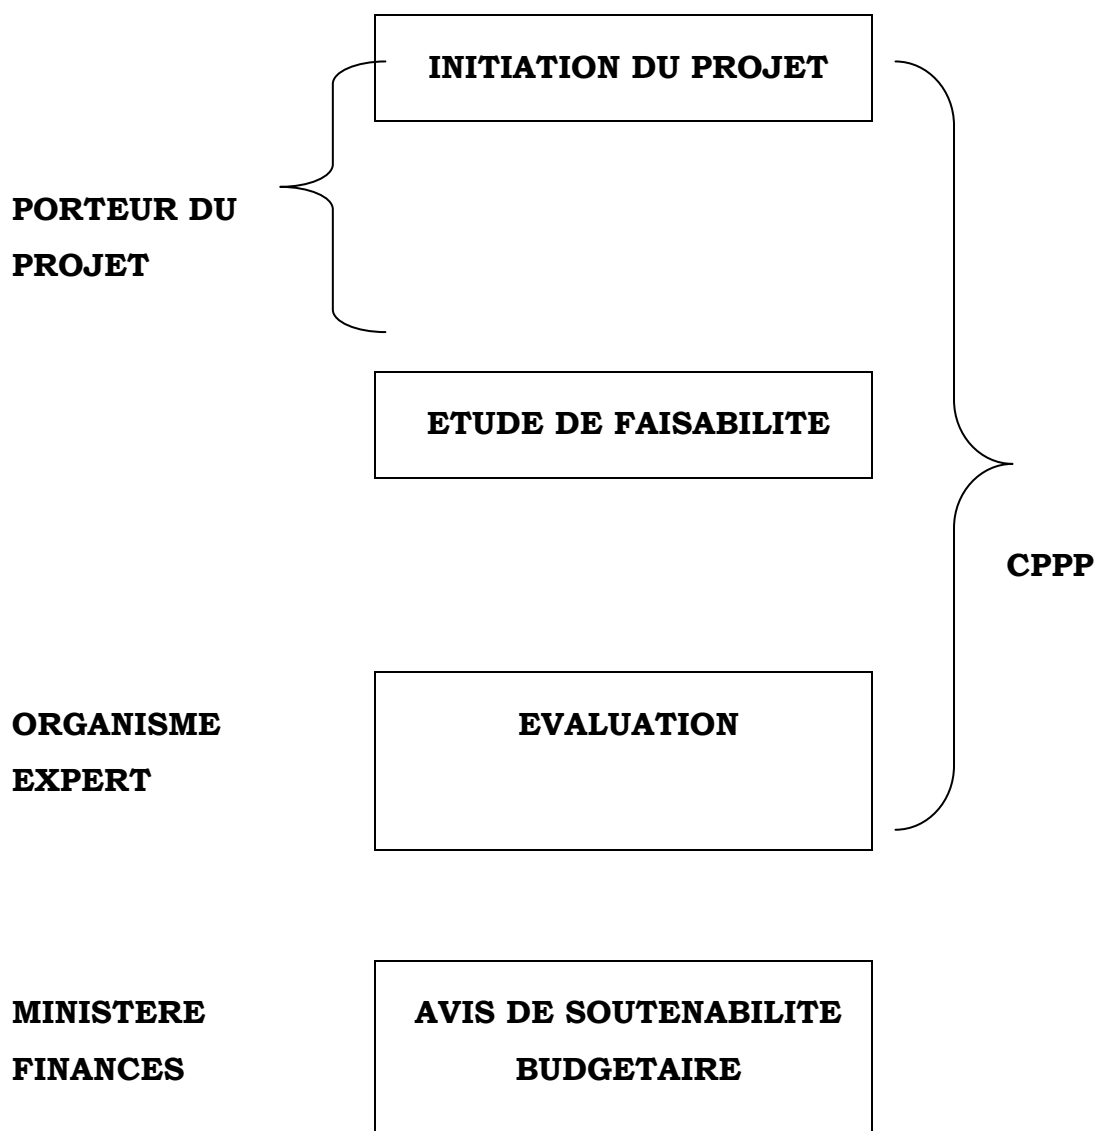 INITIATION DU PROJET
PORTEUR DU
PROJET
ETUDE DE FAISABILITE
CPPP
ORGANISME
EXPERT
EVALUATION
MINISTERE
FINANCES
AVIS DE SOUTENABILITE
BUDGETAIRE